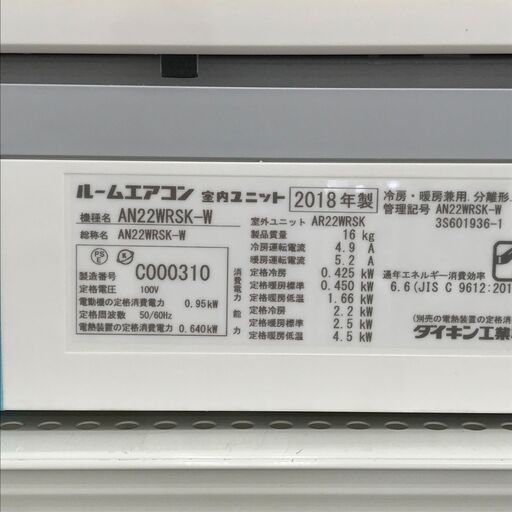 ルームエアコン 室内ユニット 2018年製
機種名 AN22WRSK-W
総称名 AN22WRSK-W
PS E
製造番号 C000310
定格電圧 100V
電動機の定格消費電力 0.95kW
定格周波数 50/60Hz
電熱装置の定格消費電力 0.640kW
室外ユニット AR22WRSK
製品質量 16 kg
冷房運転電流 4.9 A
暖房運転電流 5.2 A
消費電力
定格冷房 0.425 kW
定格暖房標準 0.450 kW
定格暖房低温 1.66 kW
能力
定格冷房 2.2 kW
定格暖房標準 2.5 kW
定格暖房低温 4.5 kW
冷房・暖房兼用.分離形.
管理記号 AN22WRSK-W
3S601936-1
通年エネルギー消費効率
6.6(JIS C 9612:201
(別売の電熱装置の定格消
ダイキン工業